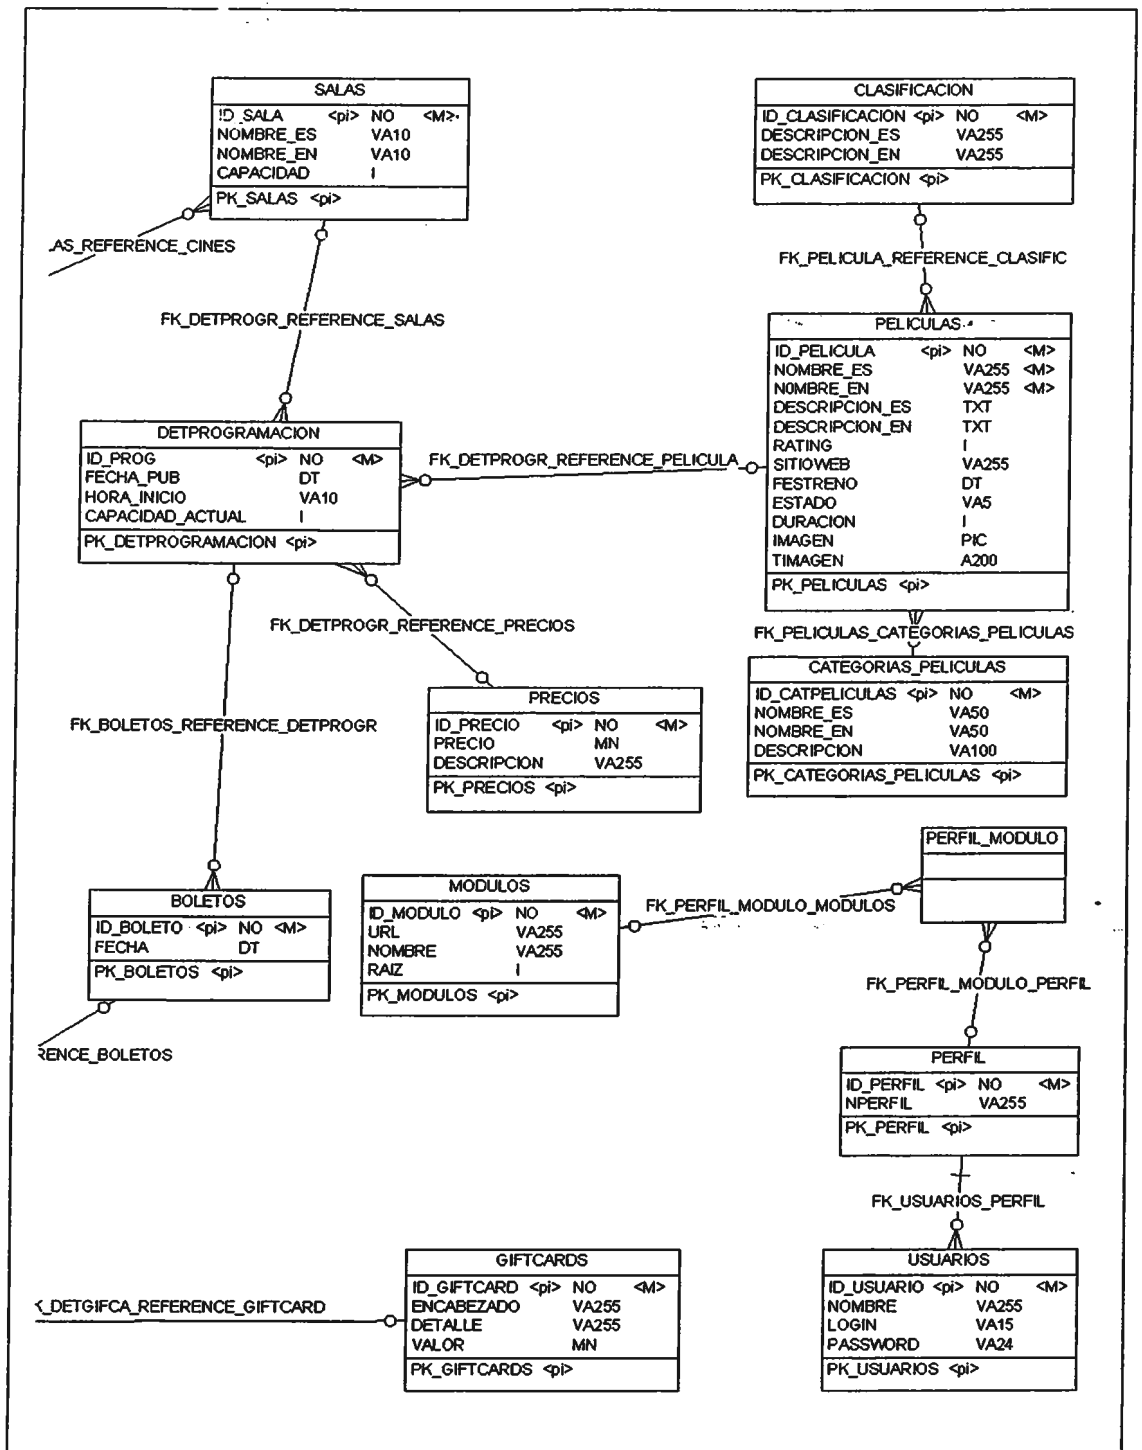 SALAS
ID_SALA <pi> NO <M>
NOMBRE_ES VA10
NOMBRE_EN VA10
CAPACIDAD I
PK_SALAS <pi>
CLASIFICACION
ID_CLASIFICACION <pi> NO <M>
DESCRIPCION_ES VA255
DESCRIPCION_EN VA255
PK_CLASIFICACION <pi>
.AS_REFERENCE_CINES
FK_PELICULA_REFERENCE_CLASIFIC
FK_DETPROGR_REFERENCE_SALAS
PELICULAS
ID_PELICULA <pi> NO <M>
NOMBRE_ES VA255 <M>
NOMBRE_EN VA255 <M>
DESCRIPCION_ES TXT
DESCRIPCION_EN TXT
RATING I
SITIOWEB VA255
FESTRENO DT
ESTADO VA5
DURACION I
IMAGEN PIC
TIMAGEN A200
PK_PELICULAS <pi>
DETPROGRAMACION
ID_PROG <pi> NO <M>
FECHA_PUB DT
HORA_INICIO VA10
CAPACIDAD_ACTUAL I
PK_DETPROGRAMACION <pi>
FK_DETPROGR_REFERENCE_PELICULA
FK_DETPROGR_REFERENCE_PRECIOS
FK_PELICULAS_CATEGORIAS_PELICULAS
CATEGORIAS_PELICULAS
ID_CATPELICULAS <pi> NO <M>
NOMBRE_ES VA50
NOMBRE_EN VA50
DESCRIPCION VA100
PK_CATEGORIAS_PELICULAS <pi>
PRECIOS
ID_PRECIO <pi> NO <M>
PRECIO MN
DESCRIPCION VA255
PK_PRECIOS <pi>
FK_BOLETOS_REFERENCE_DETPROGR
PERFIL_MODULO
MODULOS
ID_MODULO <pi> NO <M>
URL VA255
NOMBRE VA255
RAIZ I
PK_MODULOS <pi>
FK_PERFIL_MODULO_MODULOS
BOLETOS
ID_BOLETO <pi> NO <M>
FECHA DT
PK_BOLETOS <pi>
FK_PERFIL_MODULO_PERFIL
RENCE_BOLETOS
PERFIL
ID_PERFIL <pi> NO <M>
NPERFIL VA255
PK_PERFIL <pi>
FK_USUARIOS_PERFIL
GIFTCARDS
ID_GIFTCARD <pi> NO <M>
ENCABEZADO VA255
DETALLE VA255
VALOR MN
PK_GIFTCARDS <pi>
K_DETGIFCA_REFERENCE_GIFTCARD
USUARIOS
ID_USUARIO <pi> NO <M>
NOMBRE VA255
LOGIN VA15
PASSWORD VA24
PK_USUARIOS <pi>